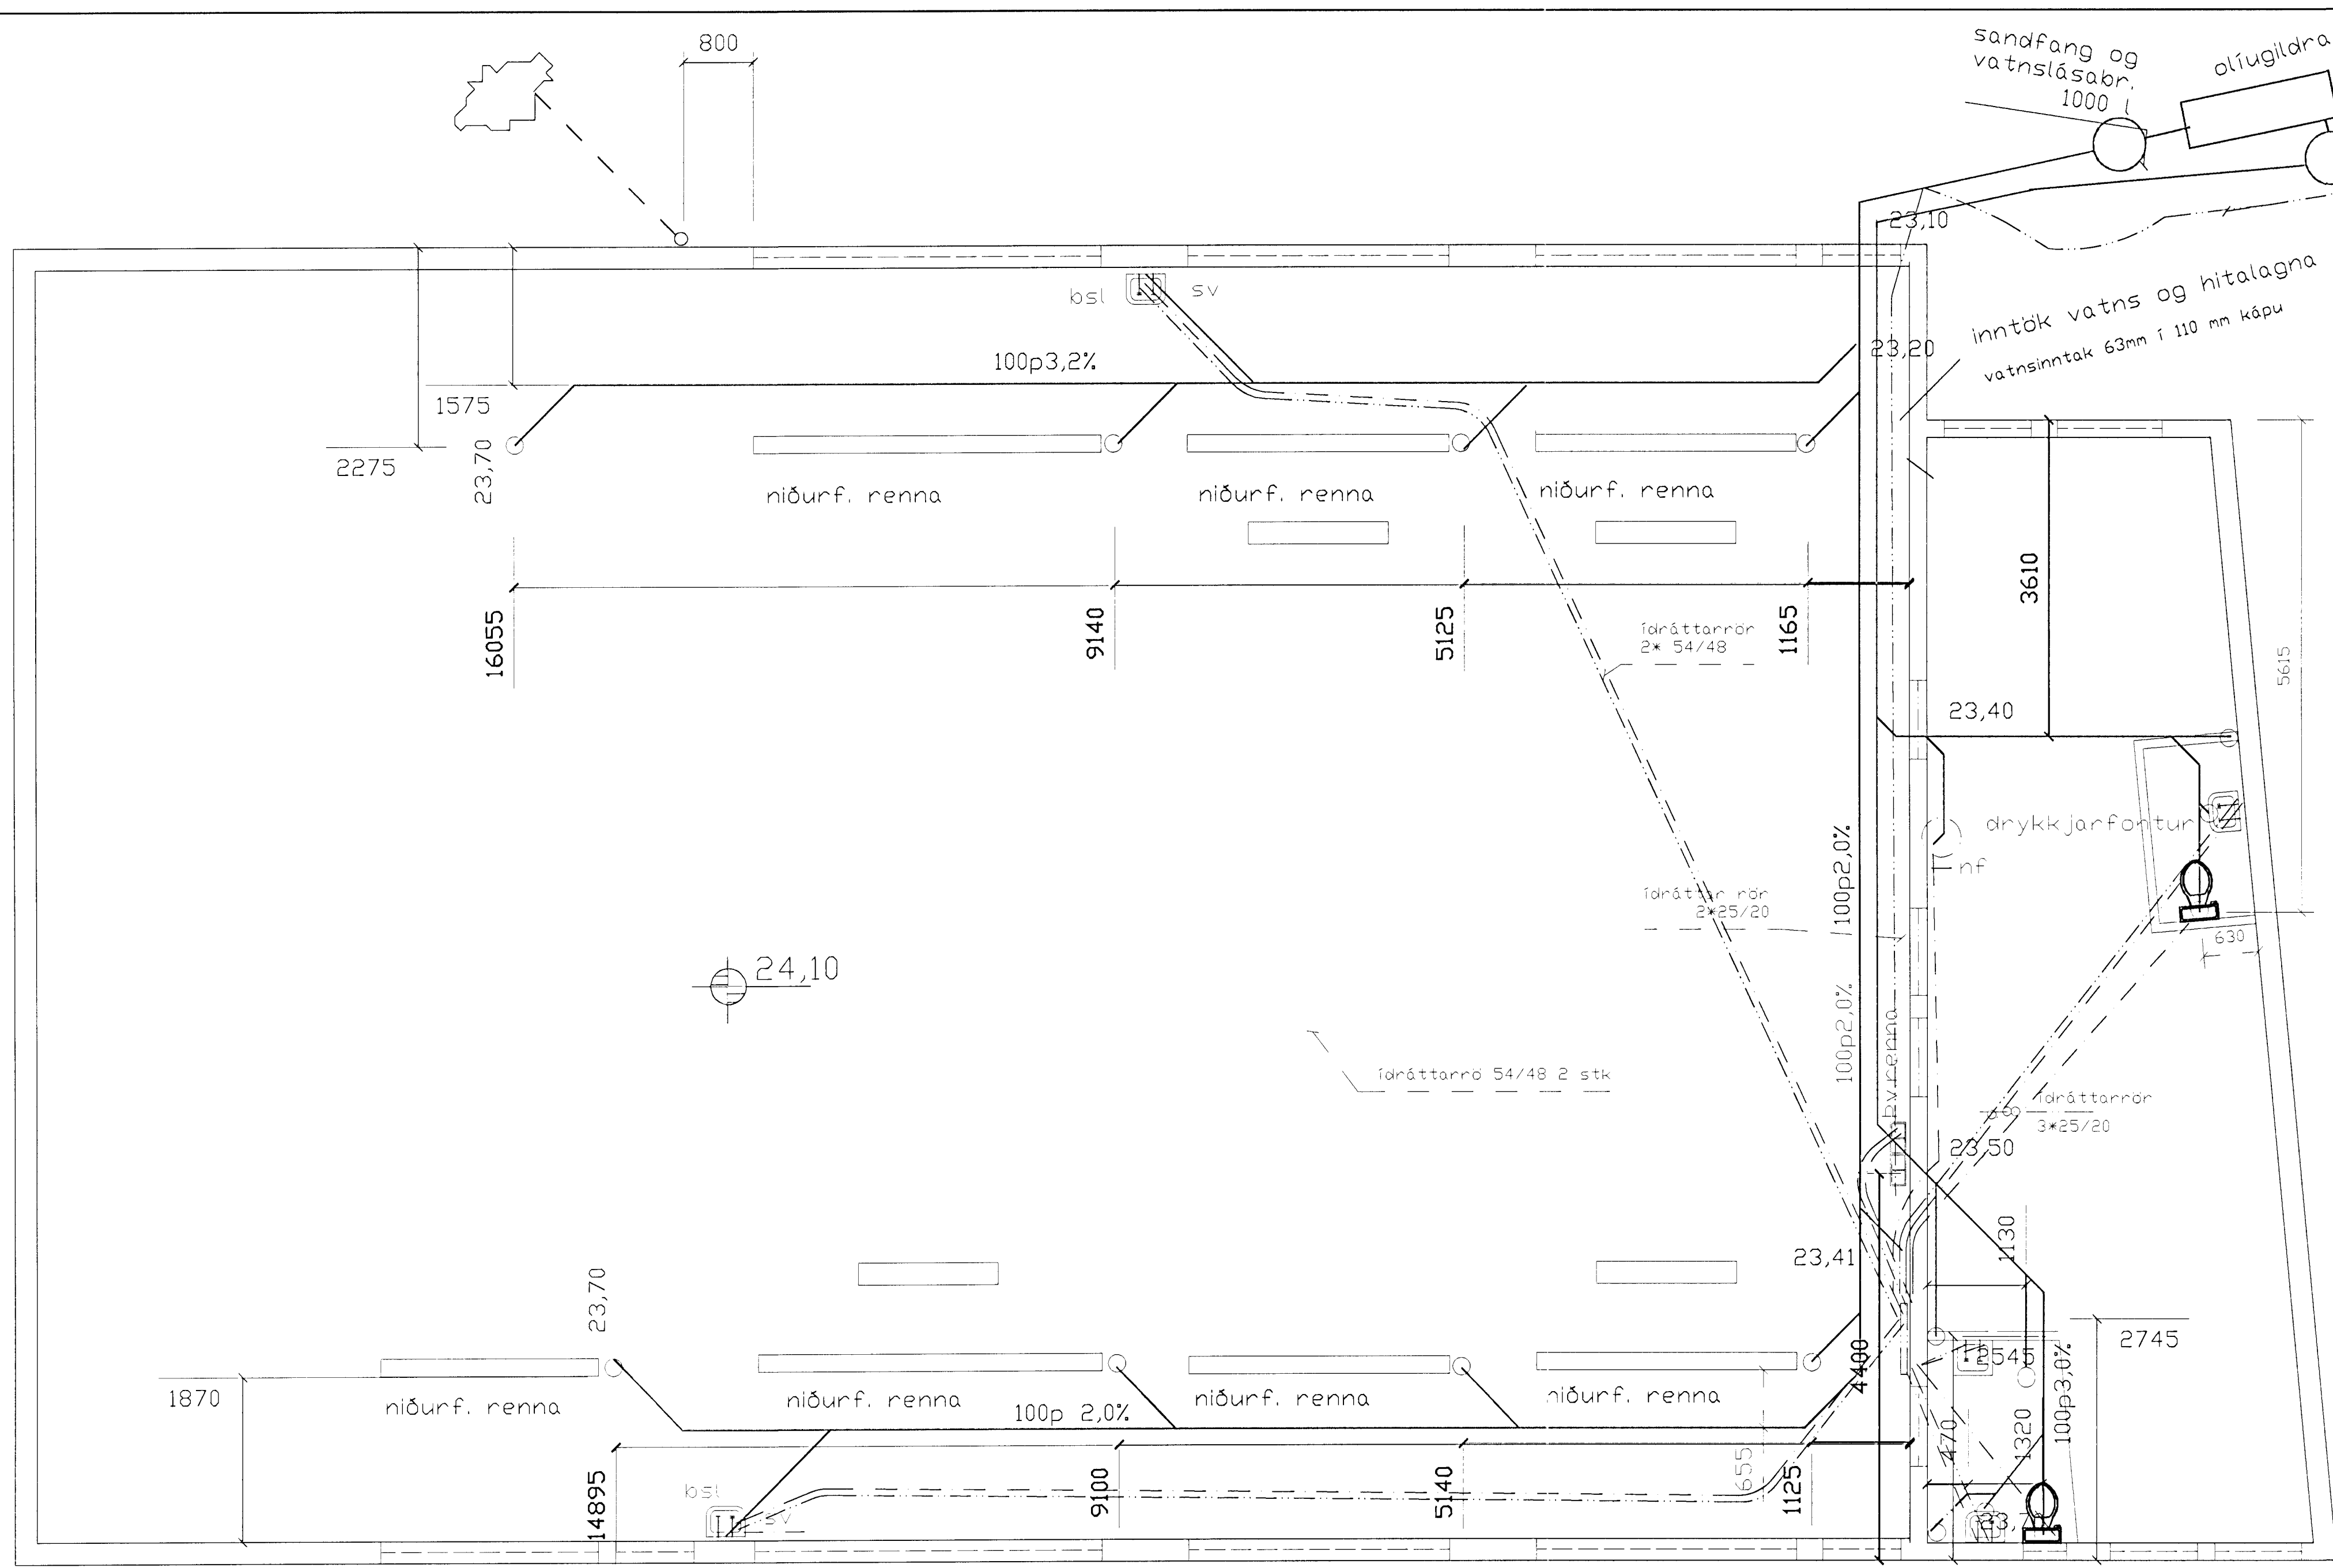 800
sandfang og
vatnslásabr.
1000
olíugildra
23,10
bsl
sv
inntök vatns og hitalagna
vatnsinntak 63mm í 110 mm kápu
23,20
100p3,2%
1575
2275
23,70
niðurf. renna
niðurf. renna
niðurf. renna
16055
9140
5125
1165
ídráttarrör
2* 54/48
3610
5615
23,40
drykkjarfontur
nf
100p2,0%
ídráttar rör
2*25/20
630
24,10
100p2,0%
ídráttarrö 54/48 2 stk
ídráttarrör
3*25/20
23,50
1130
23,41
23,70
2745
2545
4400
1870
niðurf. renna
niðurf. renna
niðurf. renna
niðurf. renna
100p 2,0%
100p3,0%
1320
470
655
14895
9100
5140
1125
bsl
sv